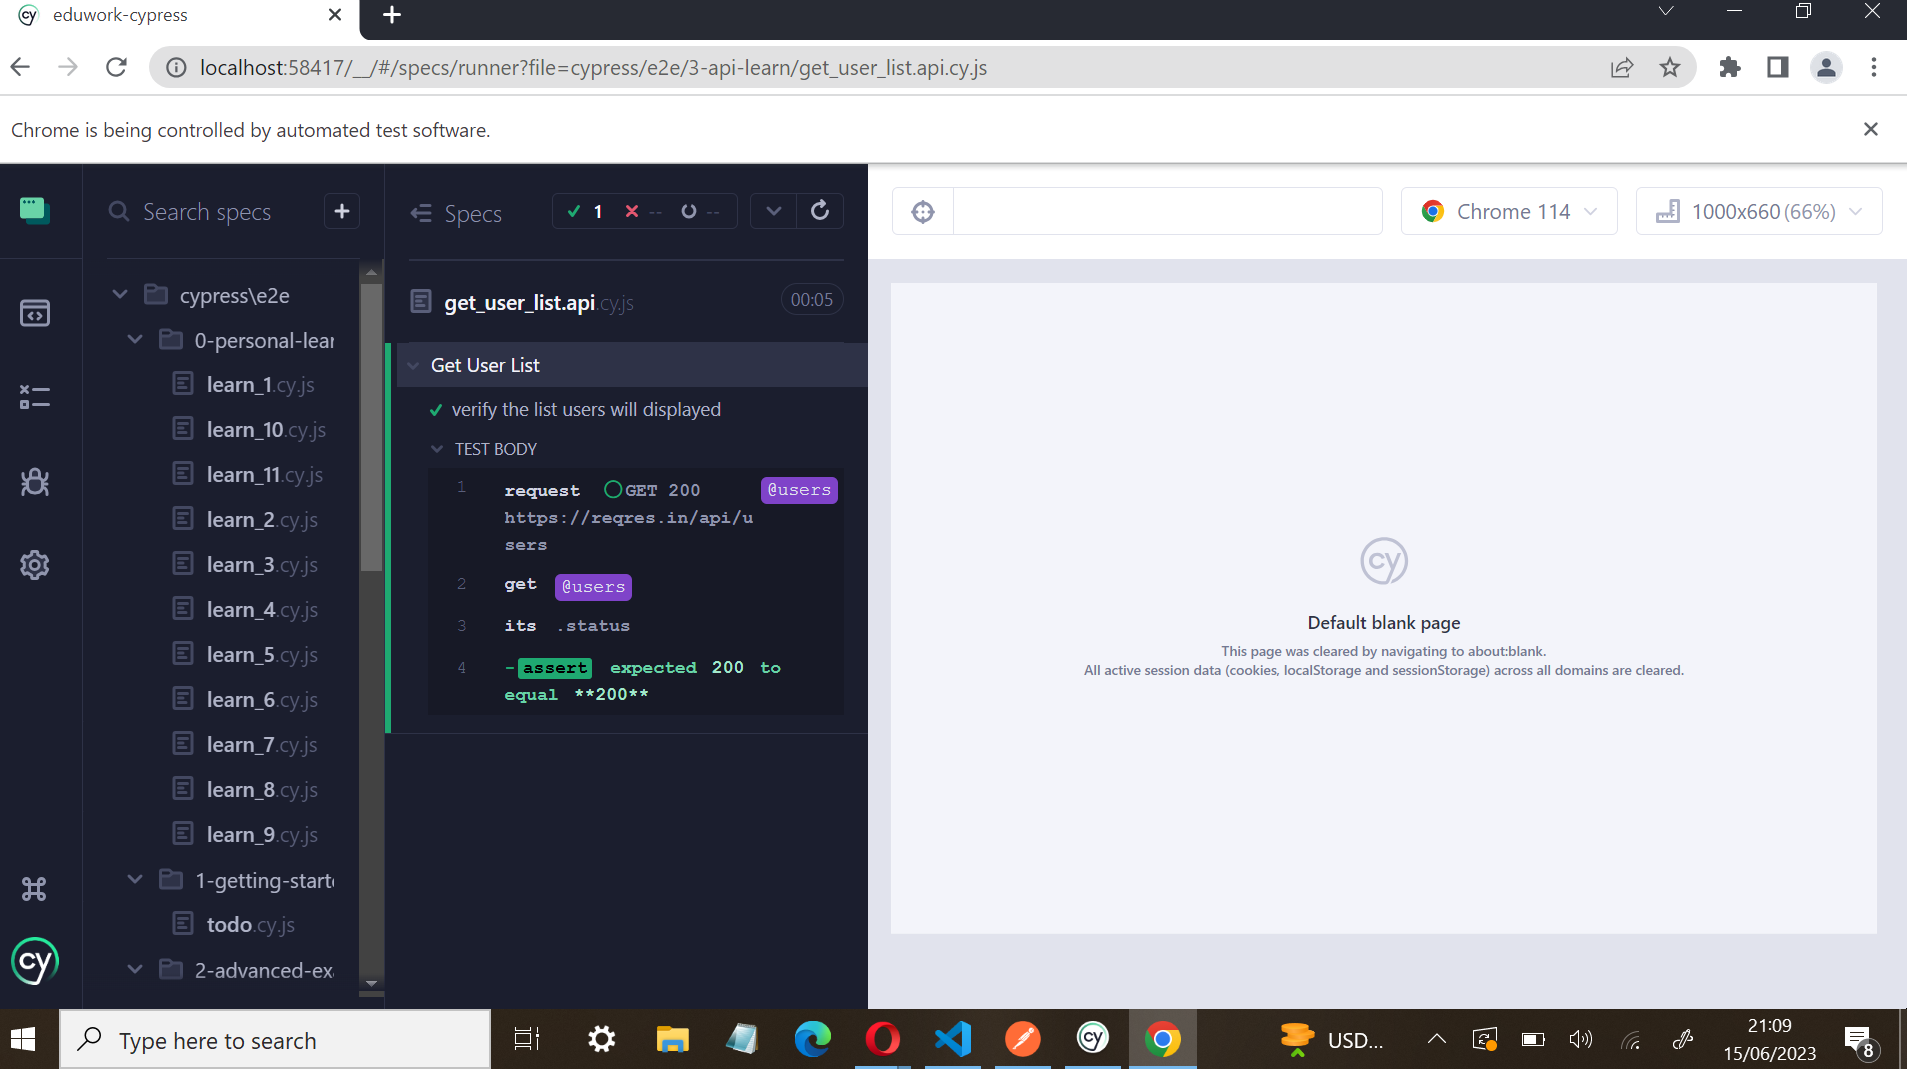 cy eduwork-cypress
localhost:58417/__/#/specs/runner?file=cypress/e2e/3-api-learn/get_user_list.api.cy.js
Chrome is being controlled by automated test software.
Search specs
Specs
1
--
--
Chrome 114
1000x660 (66%)
cypress\e2e
0-personal-lear
learn_1.cy.js
learn_10.cy.js
learn_11.cy.js
learn_2.cy.js
learn_3.cy.js
learn_4.cy.js
learn_5.cy.js
learn_6.cy.js
learn_7.cy.js
learn_8.cy.js
learn_9.cy.js
1-getting-starte
todo.cy.js
2-advanced-exa
cy
get_user_list.api.cy.js
00:05
Get User List
verify the list users will displayed
TEST BODY
1 request GET 200 @users
https://reqres.in/api/u
sers
2 get @users
3 its .status
4 -assert expected 200 to
equal **200**
cy
Default blank page
This page was cleared by navigating to about:blank.
All active session data (cookies, localStorage and sessionStorage) across all domains are cleared.
Type here to search
cy
USD...
21:09
15/06/2023
8